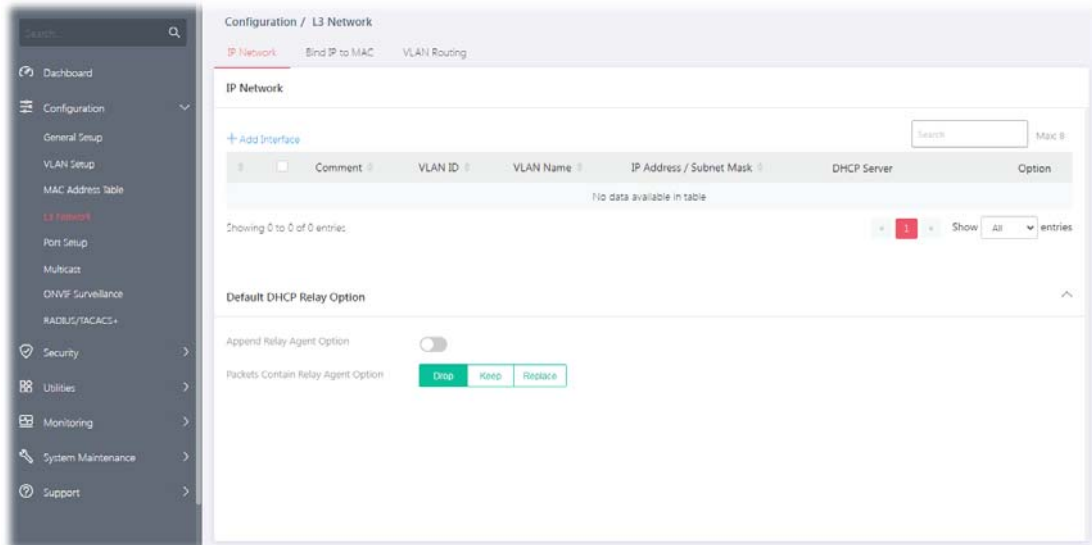 Search...
Dashboard
Configuration
General Setup
VLAN Setup
MAC Address Table
L3 Network
Port Setup
Multicast
ONVIF Surveillance
RADIUS/TACACS+
Security
Utilities
Monitoring
System Maintenance
Support
Configuration / L3 Network
IP Network Bind IP to MAC VLAN Routing
IP Network
+ Add Interface Search Max: 8
Comment VLAN ID VLAN Name IP Address / Subnet Mask DHCP Server Option
No data available in table
Showing 0 to 0 of 0 entries « 1 » Show All entries
Default DHCP Relay Option
Append Relay Agent Option
Packets Contain Relay Agent Option Drop Keep Replace